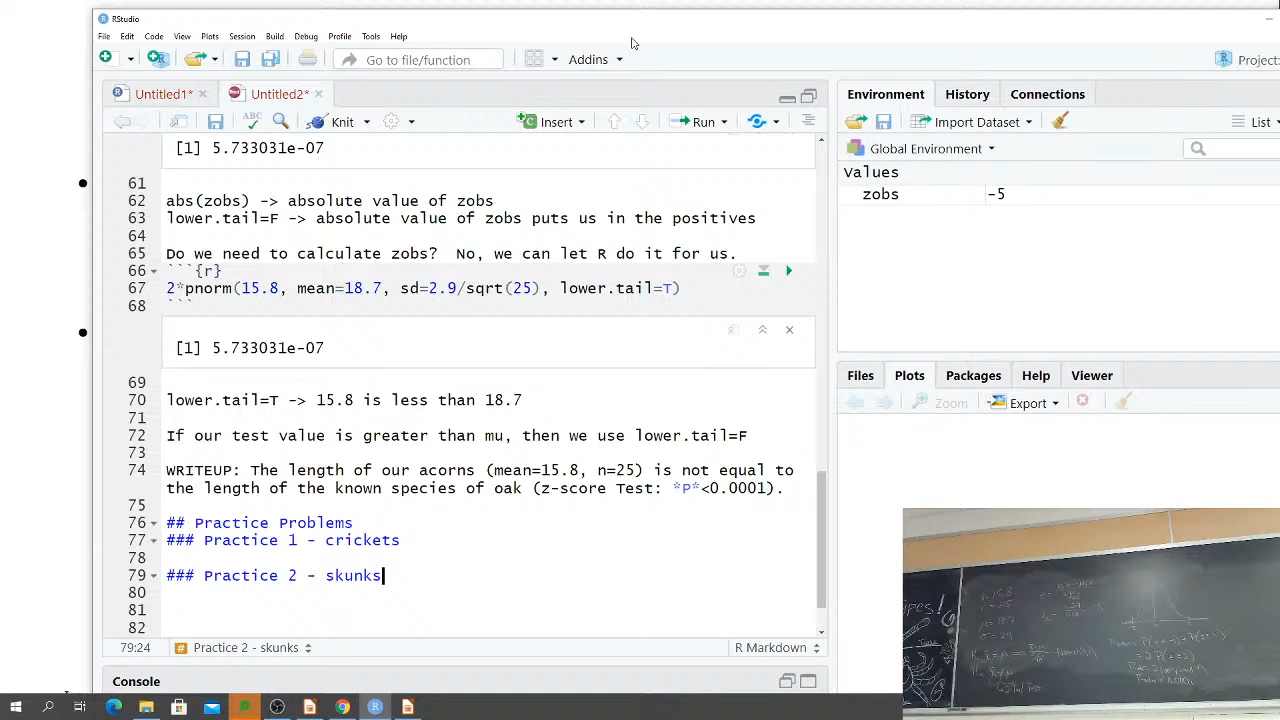 RStudio
File Edit Code View Plots Session Build Debug Profile Tools Help
Go to file/function Addins Project:
Untitled1* Untitled2*
ABC Knit Insert Run
[1] 5.733031e-07
61
62 abs(zobs) -> absolute value of zobs
63 lower.tail=F -> absolute value of zobs puts us in the positives
64
65 Do we need to calculate zobs?  No, we can let R do it for us.
66 ```{r}
67 2*pnorm(15.8, mean=18.7, sd=2.9/sqrt(25), lower.tail=T)
68 ```
[1] 5.733031e-07
69
70 lower.tail=T -> 15.8 is less than 18.7
71
72 If our test value is greater than mu, then we use lower.tail=F
73
74 WRITEUP: The length of our acorns (mean=15.8, n=25) is not equal to
the length of the known species of oak (z-score Test: *P*<0.0001).
75
76 ## Practice Problems
77 ### Practice 1 - crickets
78
79 ### Practice 2 - skunks
80
81
82
79:24 Practice 2 - skunks R Markdown
Console
Environment History Connections
Import Dataset List
Global Environment
Values
zobs -5
Files Plots Packages Help Viewer
Zoom Export